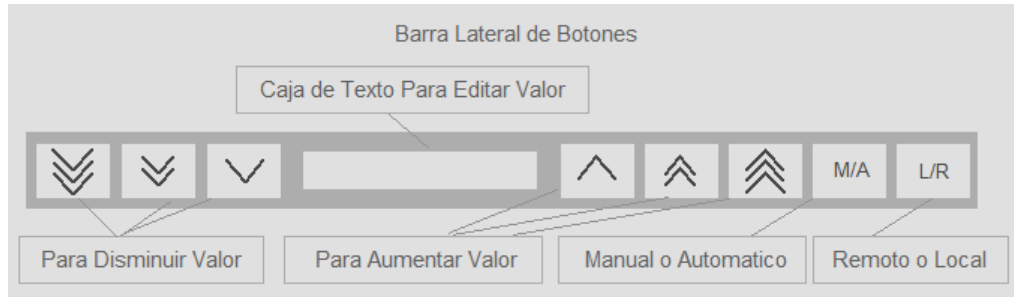 Barra Lateral de Botones
Caja de Texto Para Editar Valor
M/A
L/R
Para Disminuir Valor
Para Aumentar Valor
Manual o Automatico
Remoto o Local